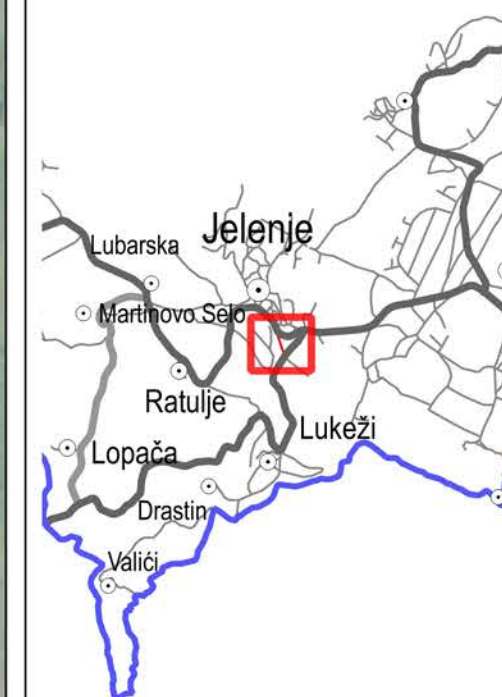 Jelenje
Lubarska
Martinovo Selo
Ratulje
Lukeži
Lopača
Drastin
Valići